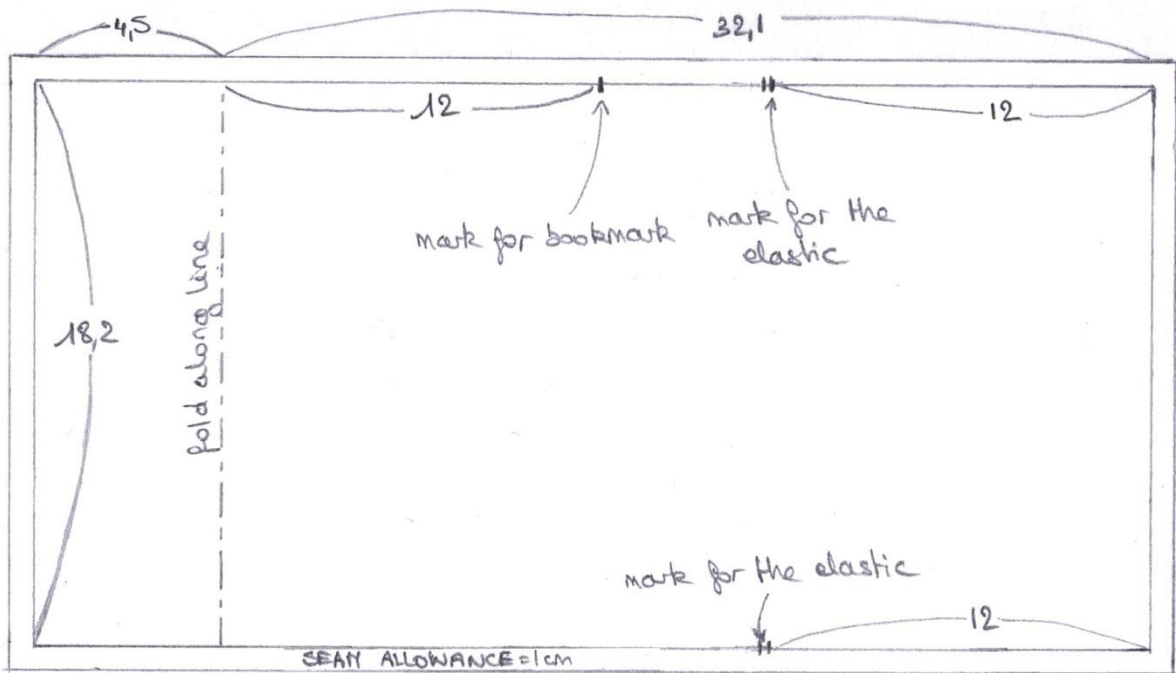 4,5
32,1
12
12
mark for bookmark
mark for the
elastic
fold along line
18,2
mark for the elastic
12
SEAM ALLOWANCE=1cm